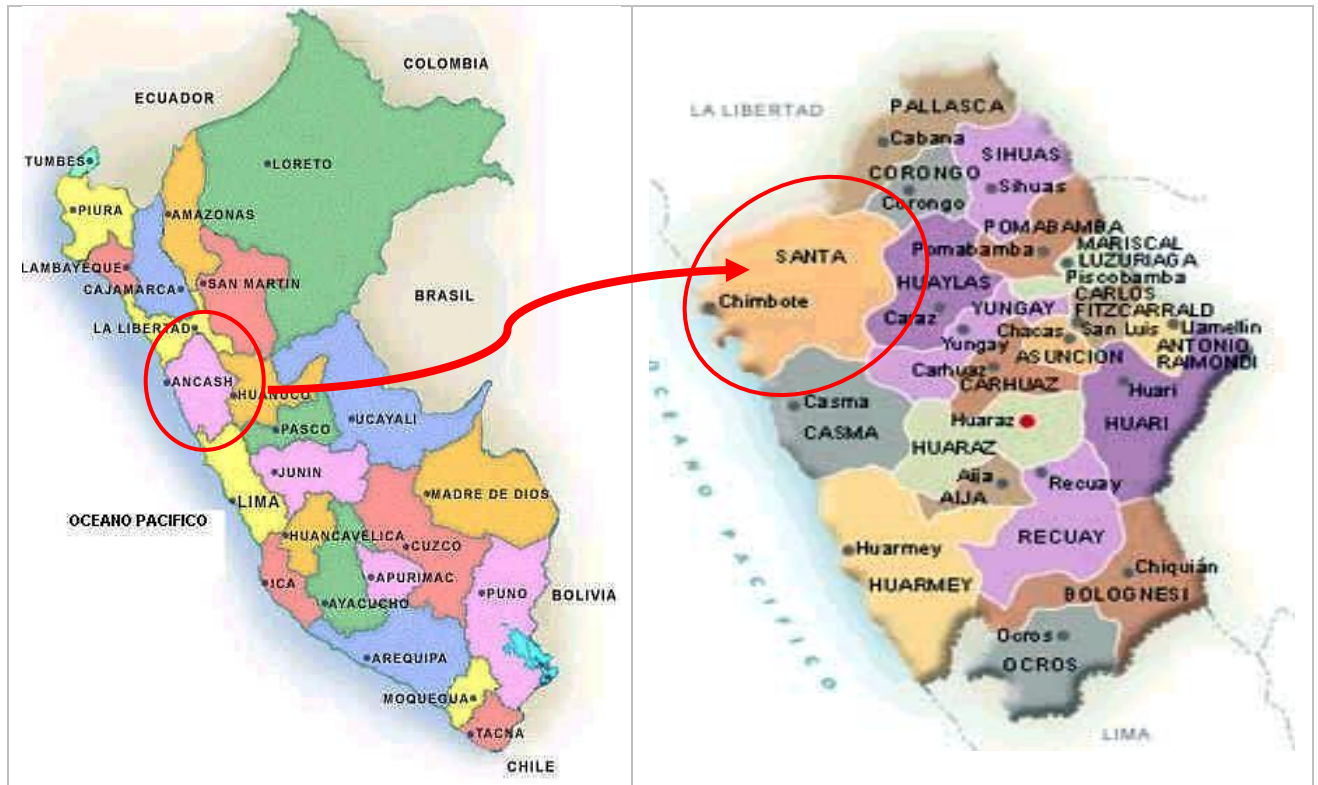 COLOMBIA
ECUADOR
TUMBES
LORETO
PIURA
AMAZONAS
LAMBAYEQUE
SAN MARTIN
CAJAMARCA
BRASIL
LA LIBERTAD
ANCASH
HUANUCO
UCAYALI
PASCO
JUNIN
LIMA
MADRE DE DIOS
OCEANO PACIFICO
HUANCAVELICA
CUZCO
ICA
APURIMAC
PUNO
BOLIVIA
AYACUCHO
AREQUIPA
MOQUEGUA
TACNA
CHILE
LA LIBERTAD
PALLASCA
Cabana
SIHUAS
CORONGO
Sihuas
Corongo
POMABAMBA
Pomabamba
MARISCAL
LUZURIAGA
SANTA
Piscobamba
HUAYLAS
CARLOS
FITZCARRALD
YUNGAY
Chimbote
Caraz
Chacas
San Luis
Llamellin
Yungay
ANTONIO
RAIMONDI
ASUNCION
Carhuaz
CARHUAZ
Huari
Casma
CASMA
Huaraz
HUARI
HUARAZ
Aija
AIJA
Recuay
OCEANO PACIFICO
RECUAY
Huarmey
HUARMEY
Chiquián
BOLOGNESI
Ocros
OCROS
LIMA